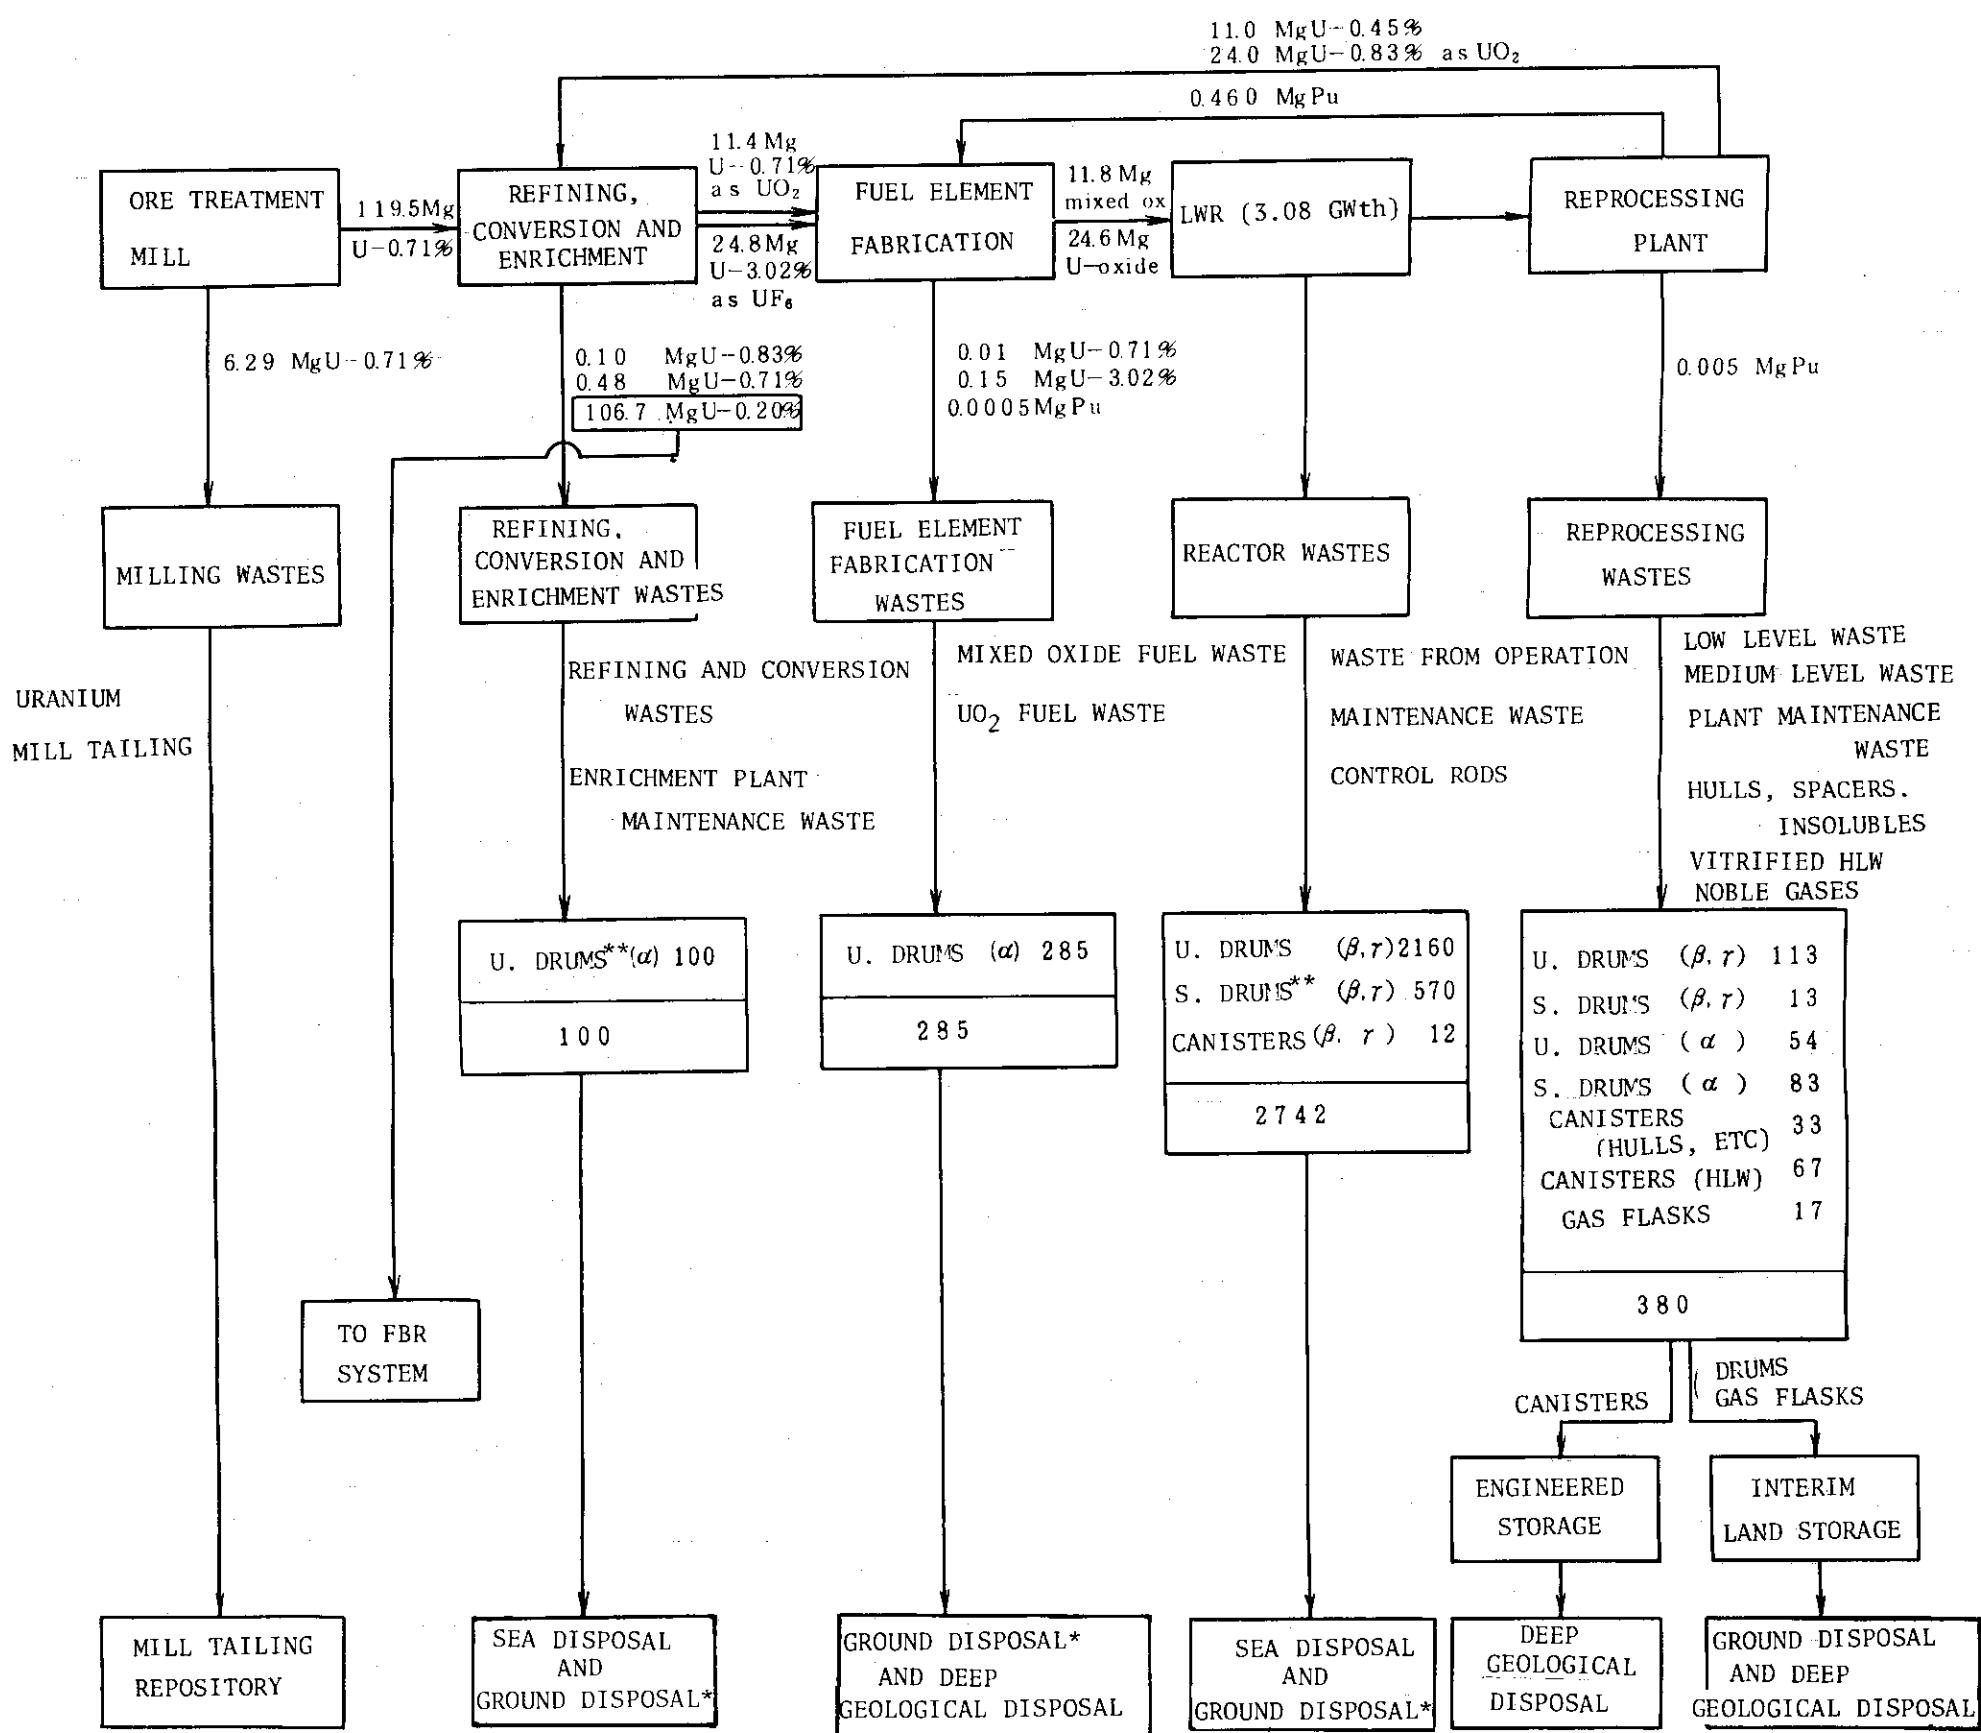 11.0 MgU-0.45%
24.0 MgU-0.83% as UO₂
0.460 MgPu
ORE TREATMENT
MILL
119.5Mg
U-0.71%
REFINING,
CONVERSION AND
ENRICHMENT
11.4Mg
U-0.71%
as UO₂
24.8Mg
U-3.02%
as UF₆
FUEL ELEMENT
FABRICATION
11.8Mg
mixed ox
24.6Mg
U-oxide
LWR (3.08 GWth)
REPROCESSING
PLANT
6.29 MgU-0.71%
0.10 MgU-0.83%
0.48 MgU-0.71%
106.7 MgU-0.20%
0.01 MgU-0.71%
0.15 MgU-3.02%
0.0005MgPu
0.005 MgPu
MILLING WASTES
REFINING,
CONVERSION AND
ENRICHMENT WASTES
FUEL ELEMENT
FABRICATION
WASTES
REACTOR WASTES
REPROCESSING
WASTES
URANIUM
MILL TAILING
REFINING AND CONVERSION
WASTES
ENRICHMENT PLANT
MAINTENANCE WASTE
MIXED OXIDE FUEL WASTE
UO₂ FUEL WASTE
WASTE FROM OPERATION
MAINTENANCE WASTE
CONTROL RODS
LOW LEVEL WASTE
MEDIUM LEVEL WASTE
PLANT MAINTENANCE
WASTE
HULLS, SPACERS.
INSOLUBLES
VITRIFIED HLW
NOBLE GASES
U. DRUMS**(α) 100
100
U. DRUMS (α) 285
285
U. DRUMS (β,γ)2160
S. DRUMS** (β,γ) 570
CANISTERS(β, γ) 12
2742
U. DRUMS (β, γ) 113
S. DRUMS (β, γ) 13
U. DRUMS (α) 54
S. DRUMS (α) 83
CANISTERS
(HULLS, ETC) 33
CANISTERS (HLW) 67
GAS FLASKS 17
380
TO FBR
SYSTEM
CANISTERS
DRUMS
GAS FLASKS
ENGINEERED
STORAGE
INTERIM
LAND STORAGE
MILL TAILING
REPOSITORY
SEA DISPOSAL
AND
GROUND DISPOSAL*
GROUND DISPOSAL*
AND DEEP
GEOLOGICAL DISPOSAL
SEA DISPOSAL
AND
GROUND DISPOSAL*
DEEP
GEOLOGICAL
DISPOSAL
GROUND DISPOSAL
AND DEEP
GEOLOGICAL DISPOSAL